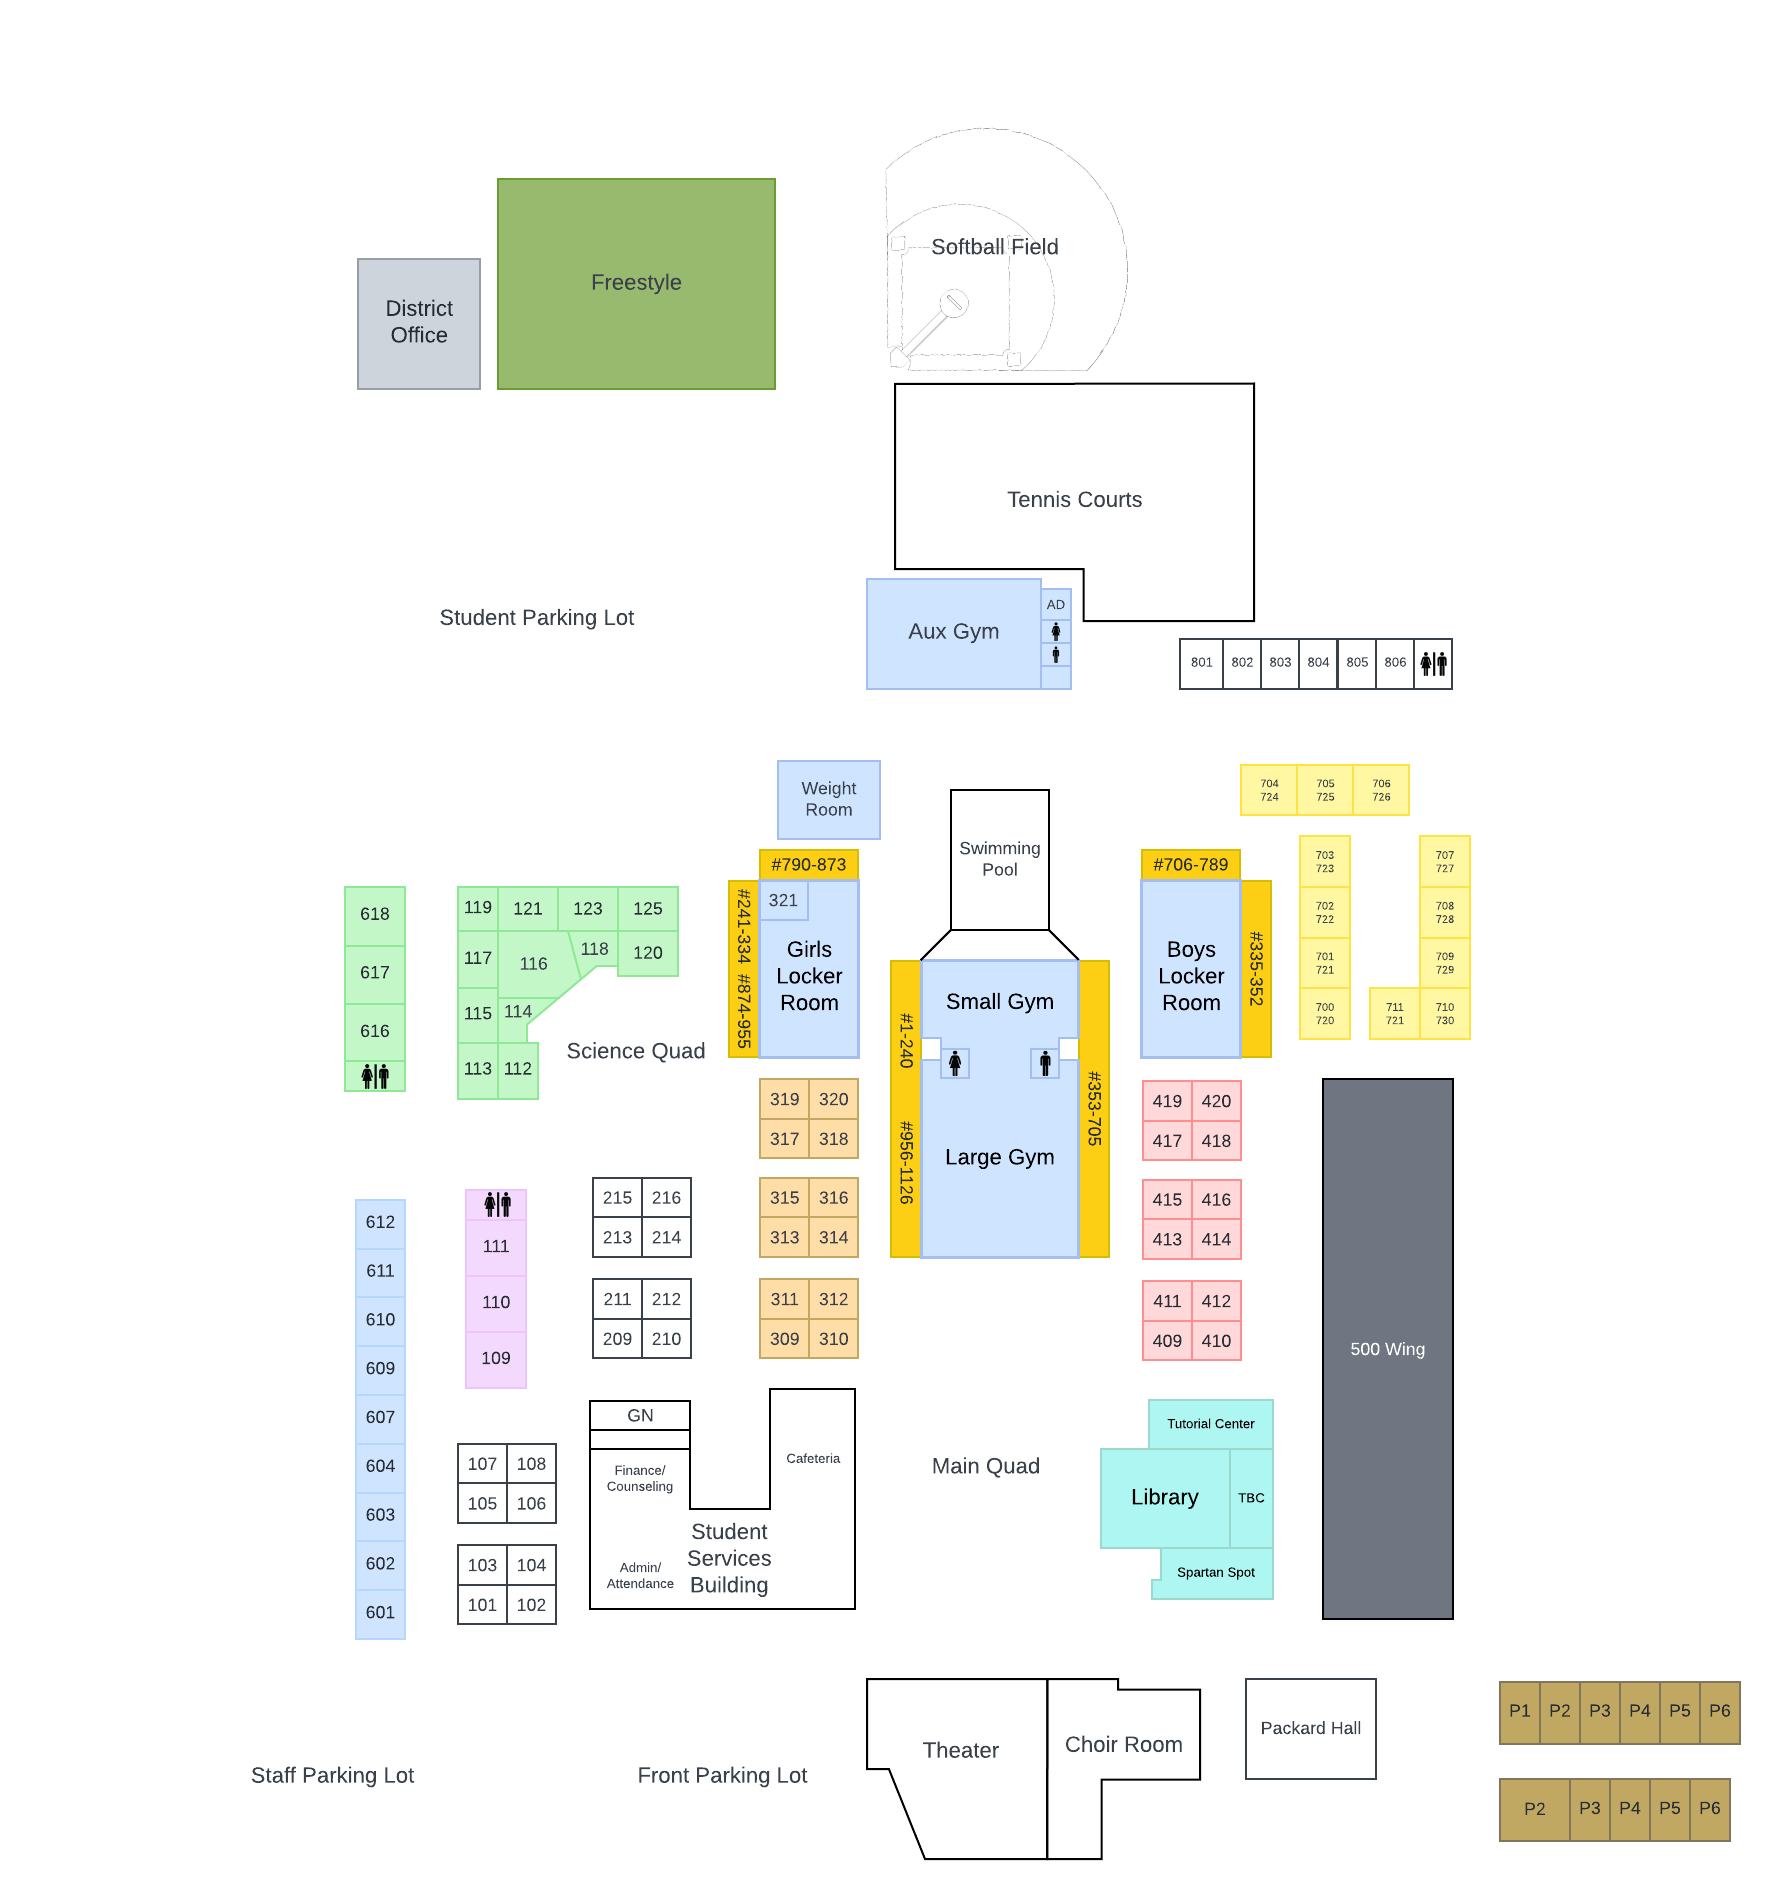 Softball Field
Freestyle
District
Office
Tennis Courts
Student Parking Lot
Aux Gym
AD
801
802
803
804
805
806
Weight
Room
704
724
705
725
706
726
Swimming
Pool
#790-873
#706-789
703
723
707
727
618
119
121
123
125
#241-334 #874-955
321
Girls
Locker
Room
Boys
Locker
Room
#335-352
702
722
708
728
617
117
116
118
120
701
721
709
729
616
115
114
Science Quad
#1-240
#956-1126
Small Gym
#353-705
700
720
711
721
710
730
113
112
319
320
317
318
Large Gym
419
420
417
418
612
611
610
609
607
604
603
602
601
111
110
109
215
216
213
214
315
316
313
314
415
416
413
414
211
212
209
210
311
312
309
310
411
412
409
410
500 Wing
GN
Finance/
Counseling
Cafeteria
Main Quad
Tutorial Center
Library
TBC
Spartan Spot
107
108
105
106
Student
Services
Building
Admin/
Attendance
103
104
101
102
Theater
Choir Room
Packard Hall
P1
P2
P3
P4
P5
P6
Staff Parking Lot
Front Parking Lot
P2
P3
P4
P5
P6